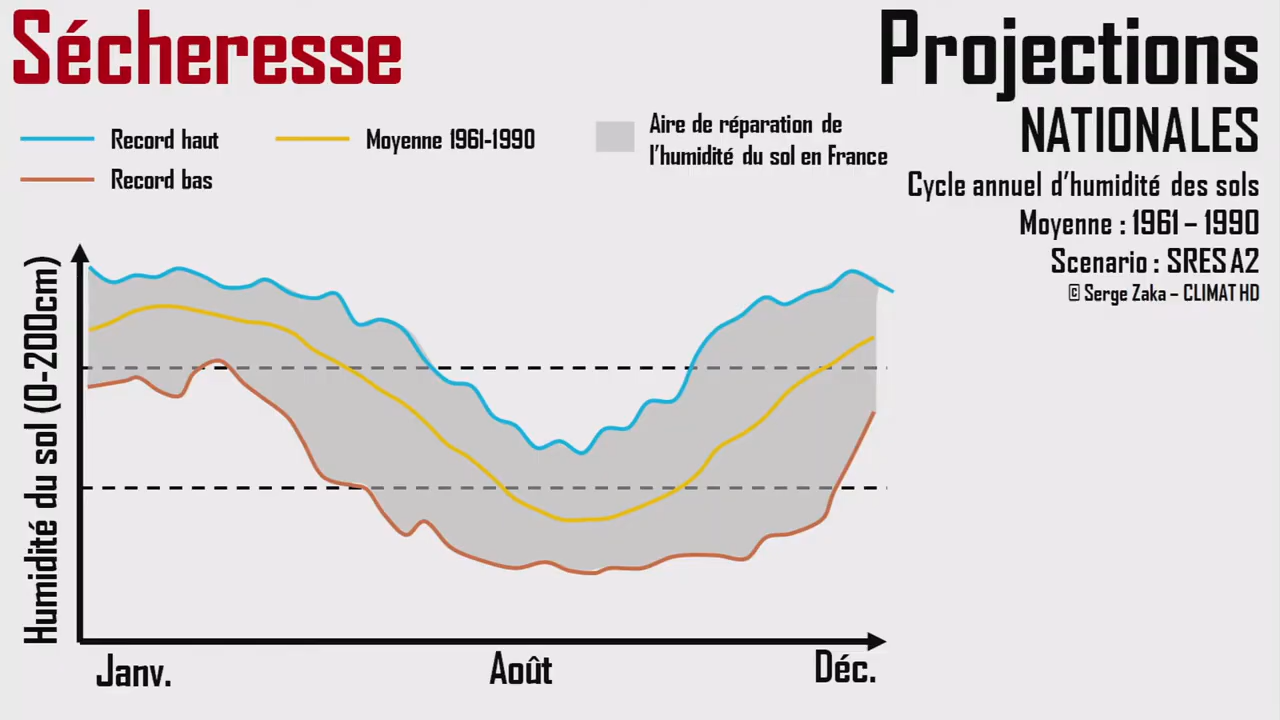 Sécheresse
Projections
NATIONALES
Cycle annuel d'humidité des sols
Moyenne : 1961 – 1990
Scenario : SRES A2
© Serge Zaka – CLIMAT HD
Record haut
Moyenne 1961-1990
Aire de réparation de
l'humidité du sol en France
Record bas
Humidité du sol (0-200cm)
Janv.
Août
Déc.